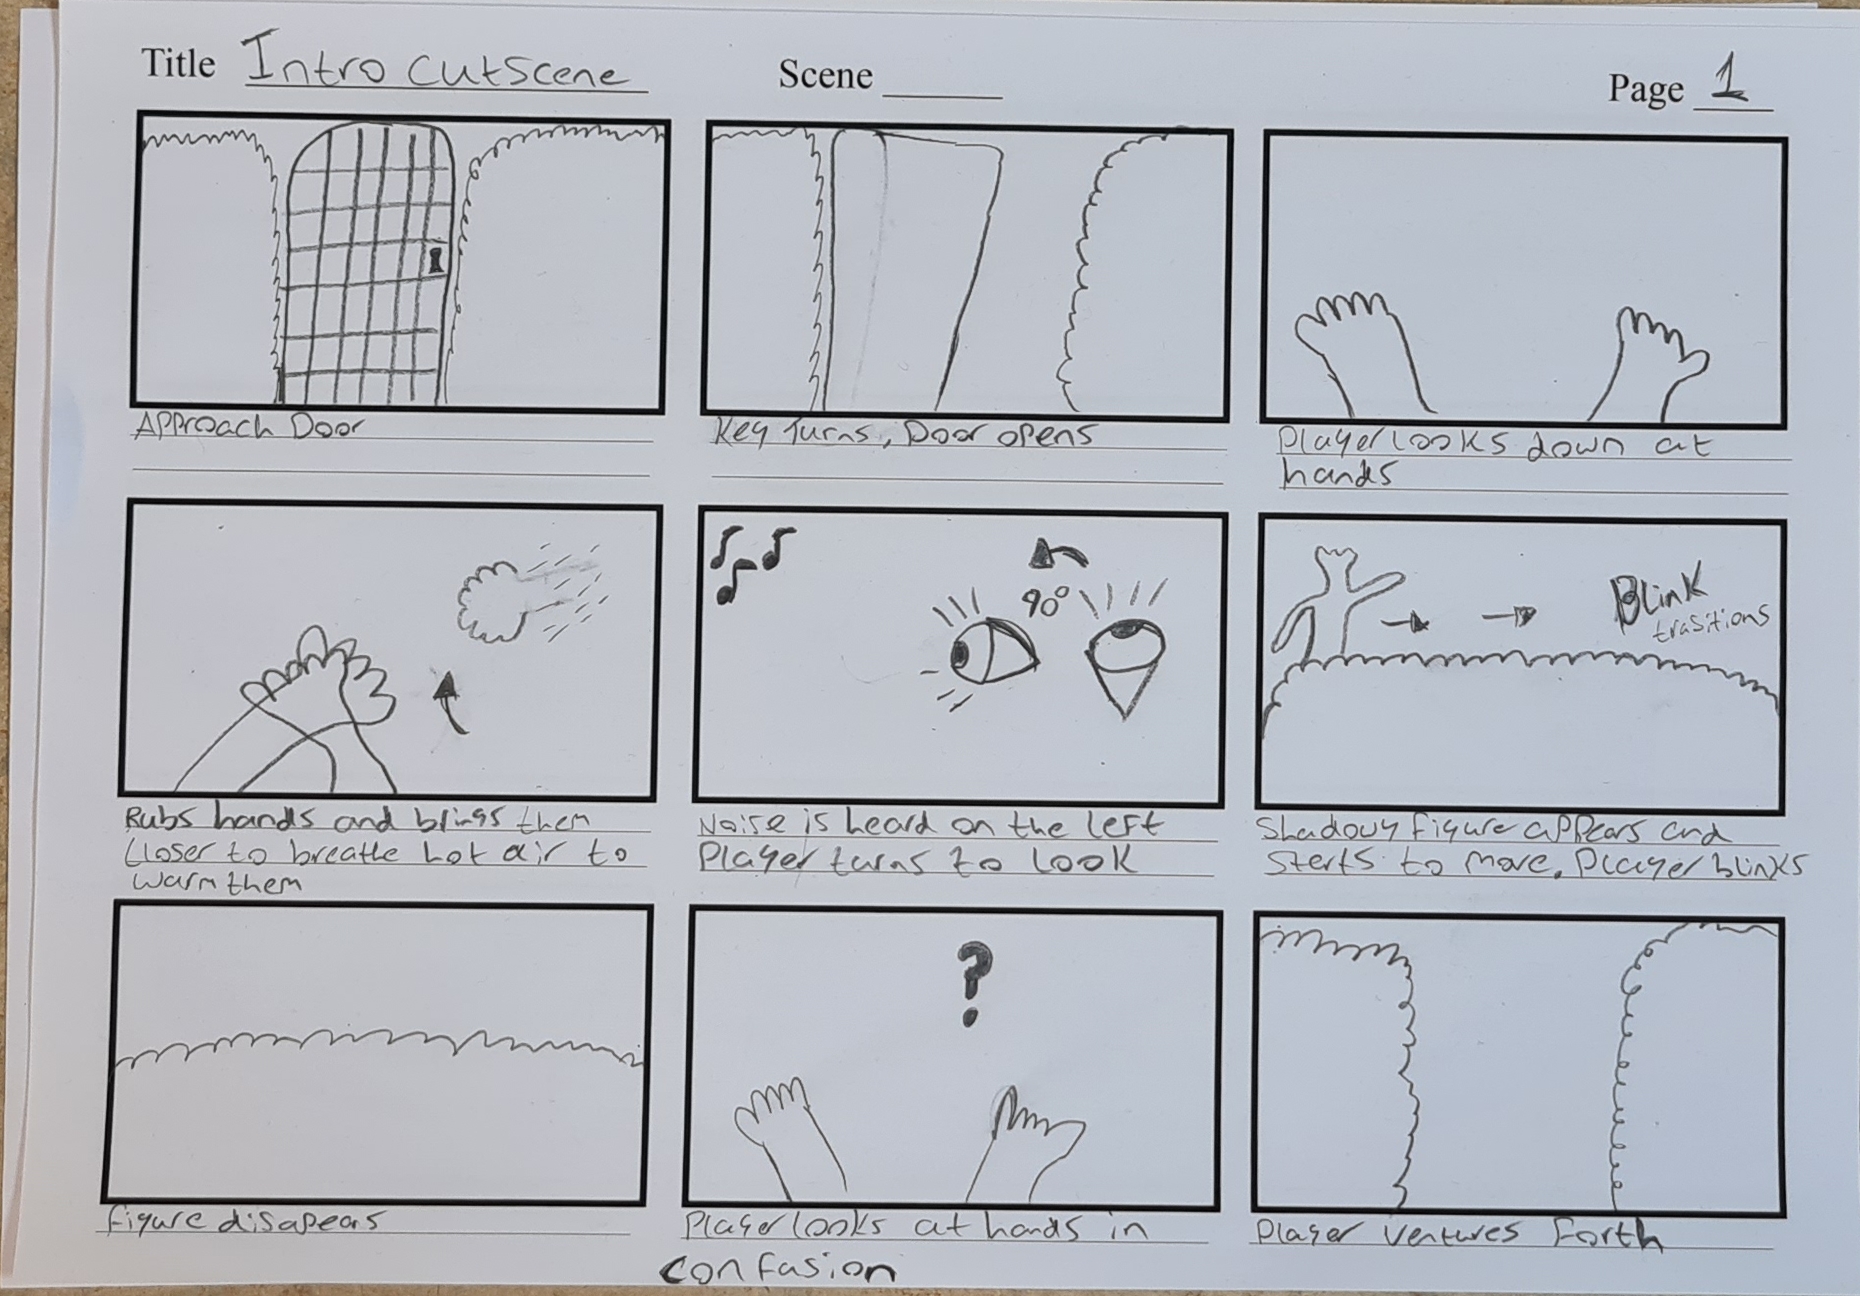 Title Intro cutscene
Scene
Page 1
Approach Door
Key Turns, Door opens
Player looks down at
hands
Rubs hands and brings them
closer to breathe hot air to
warm them
90°
Noise is heard on the left
Player turns to look
Blink
trasitions
Shadowy figure appears and
sterts to move. Player blinks
figure disapears
?
Player looks at hands in
confusion
Player ventures forth